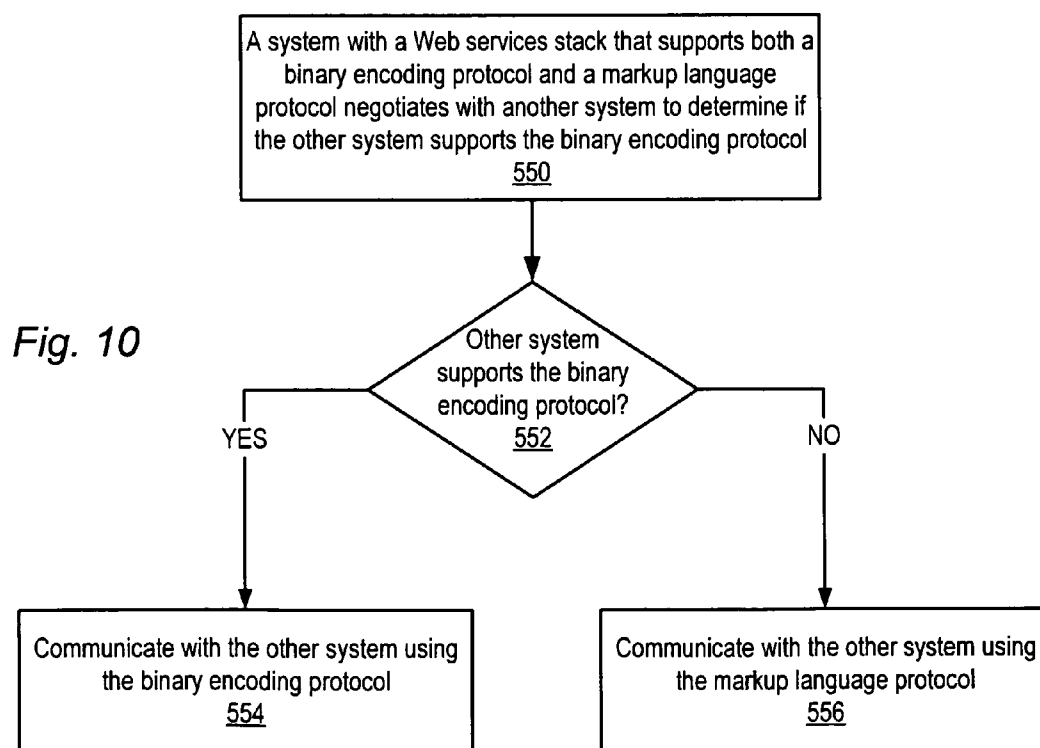 A system with a Web services stack that supports both a
binary encoding protocol and a markup language
protocol negotiates with another system to determine if
the other system supports the binary encoding protocol
550
Fig. 10
Other system
supports the binary
encoding protocol?
552
YES
NO
Communicate with the other system using
the binary encoding protocol
554
Communicate with the other system using
the markup language protocol
556